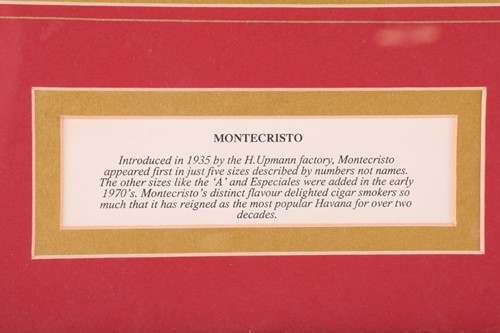 MONTECRISTO
Introduced in 1935 by the H.Upmann factory, Montecristo
appeared first in just five sizes described by numbers not names.
The other sizes like the 'A' and Especiales were added in the early
1970's. Montecristo's distinct flavour delighted cigar smokers so
much that it has reigned as the most popular Havana for over two
decades.